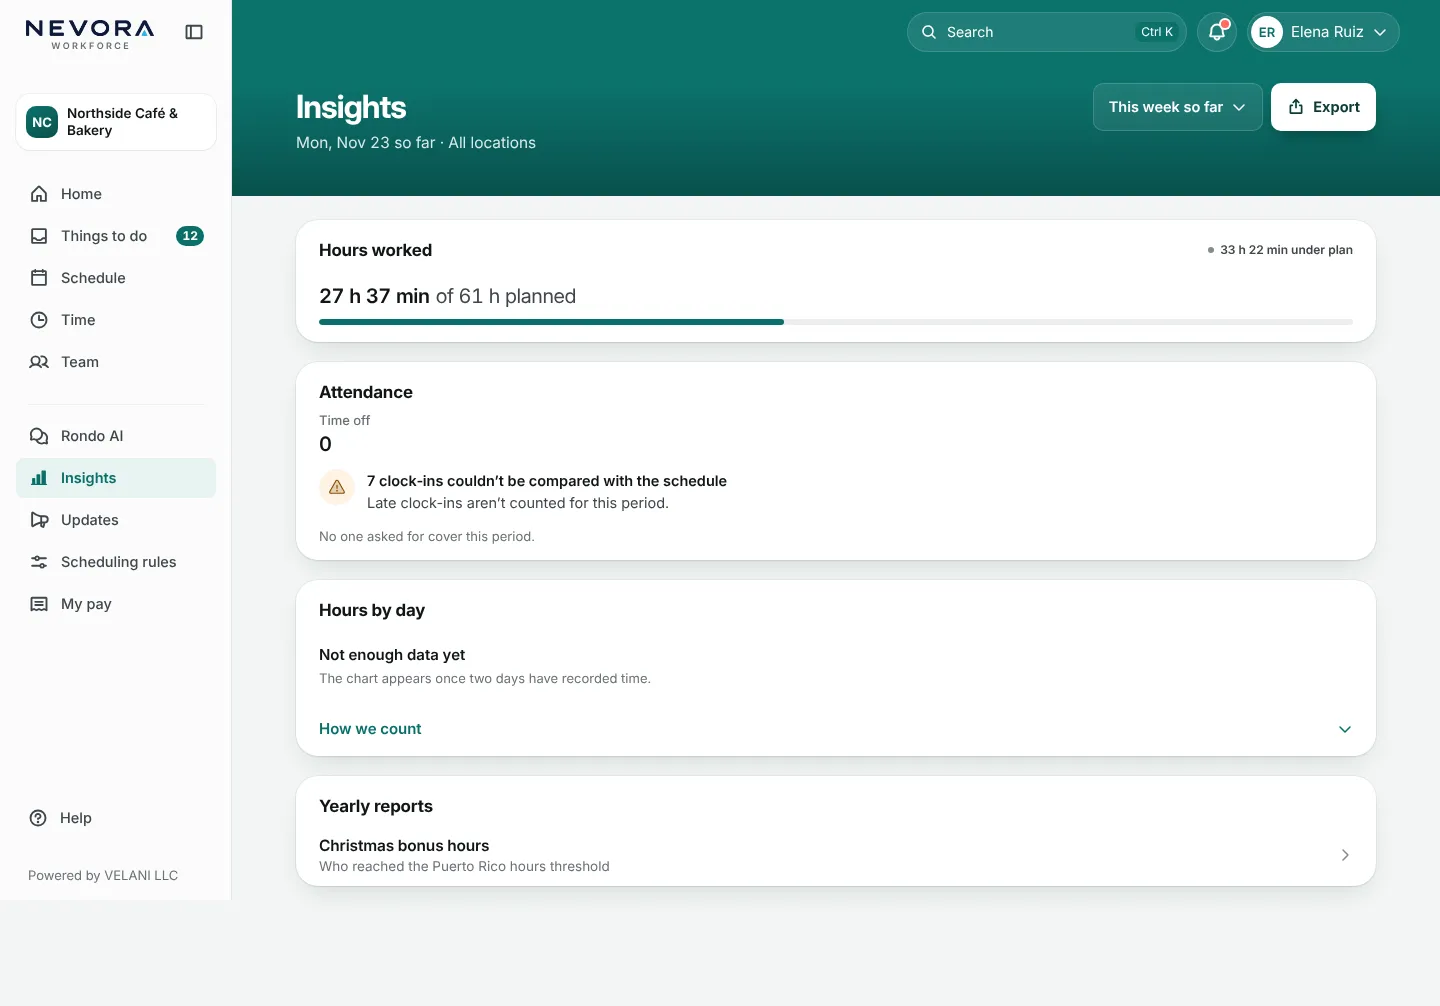 NEVORA
WORKFORCE
Search
Ctrl K
ER
Elena Ruiz
NC
Northside Café &
Bakery
Insights
Mon, Nov 23 so far · All locations
This week so far
Export
Home
Things to do
12
Schedule
Time
Team
Rondo AI
Insights
Updates
Scheduling rules
My pay
Help
Powered by VELANI LLC
Hours worked
33 h 22 min under plan
27 h 37 min of 61 h planned
Attendance
Time off
0
7 clock-ins couldn’t be compared with the schedule
Late clock-ins aren’t counted for this period.
No one asked for cover this period.
Hours by day
Not enough data yet
The chart appears once two days have recorded time.
How we count
Yearly reports
Christmas bonus hours
Who reached the Puerto Rico hours threshold